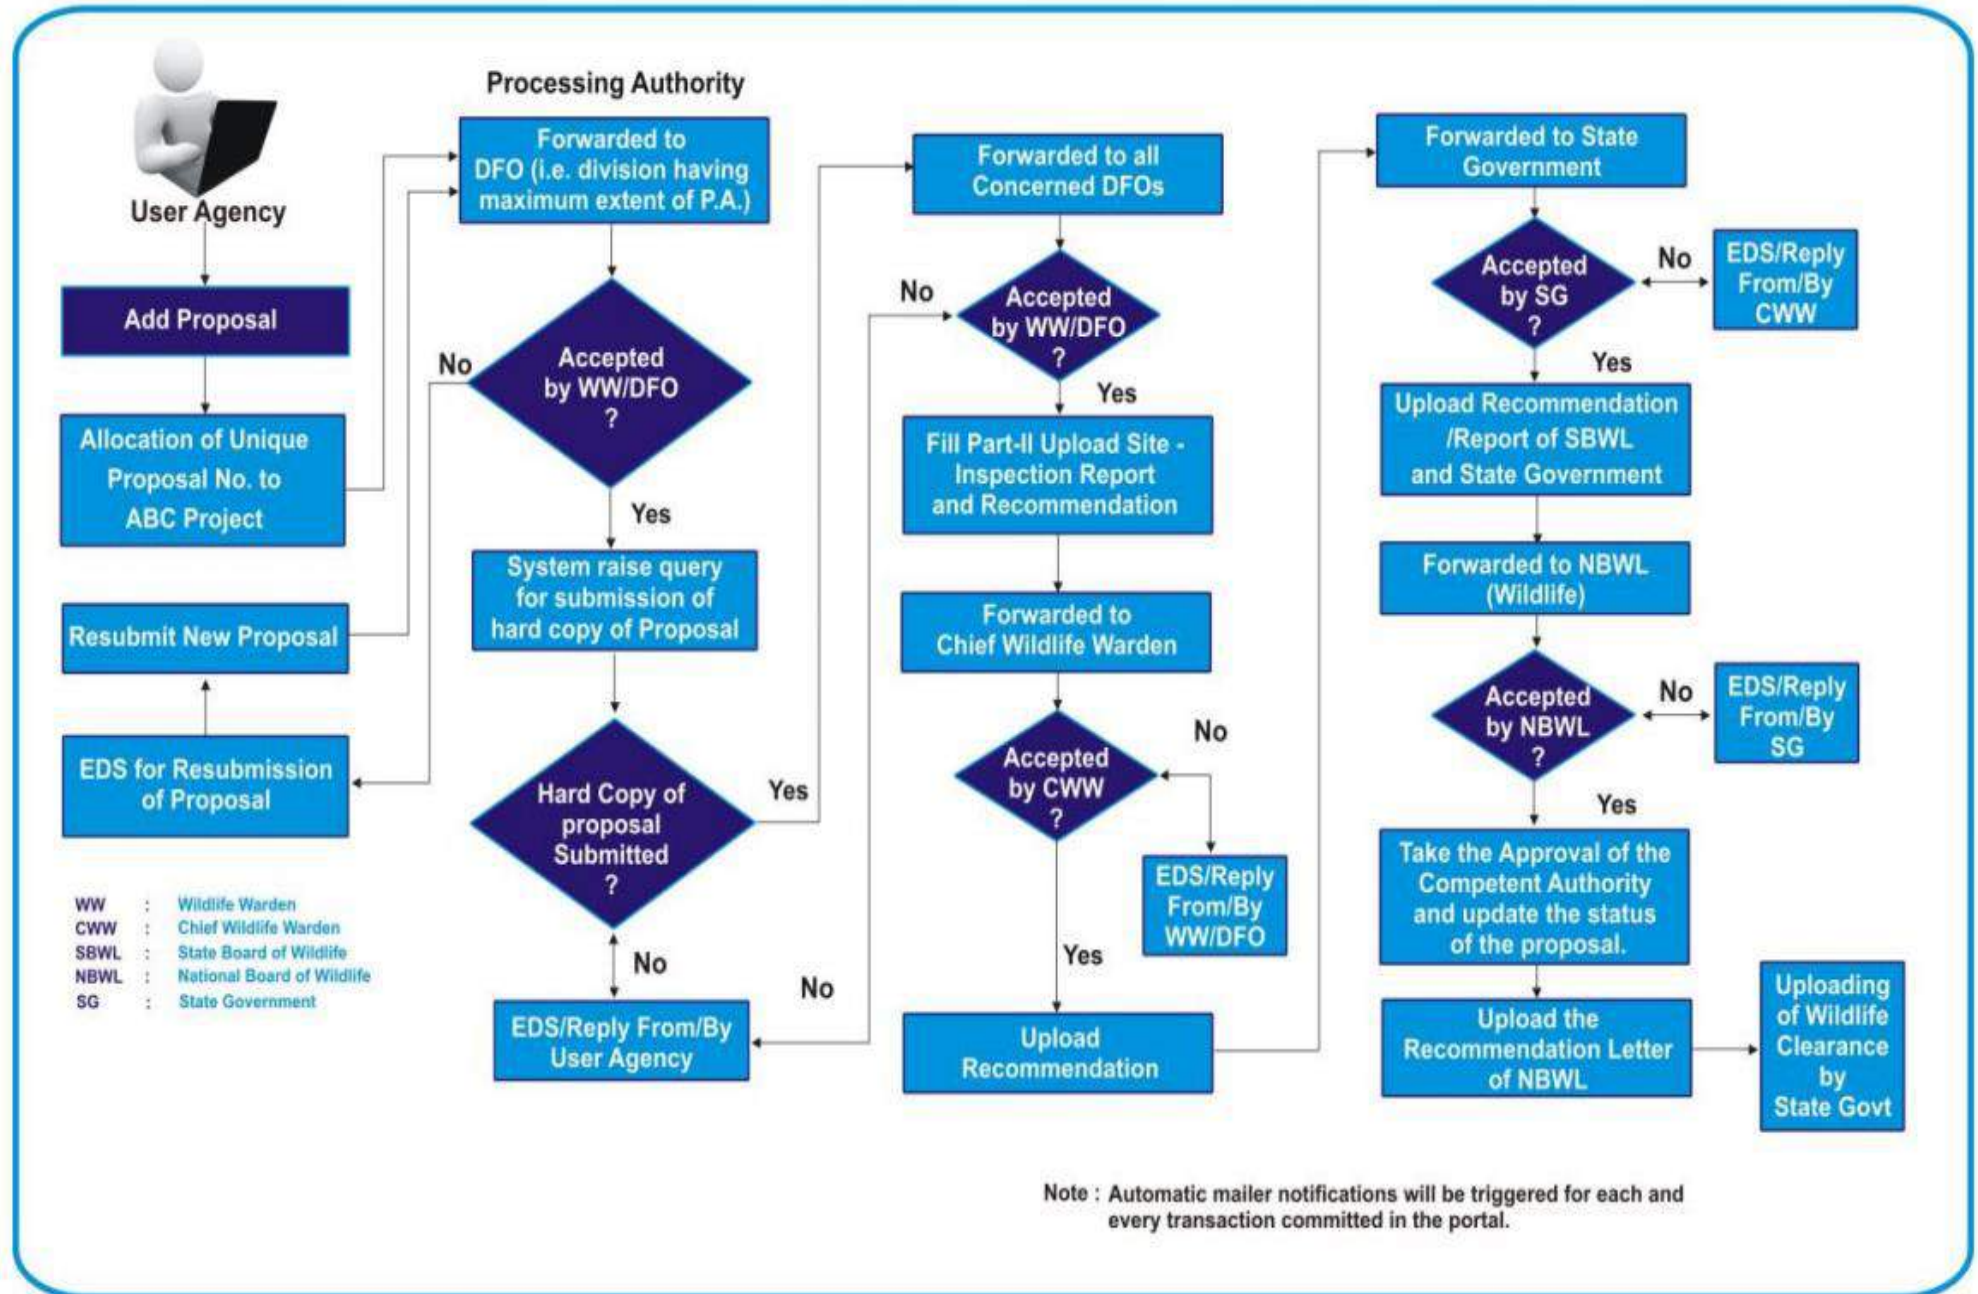 User Agency
Add Proposal
Allocation of Unique
Proposal No. to
ABC Project
Resubmit New Proposal
EDS for Resubmission
of Proposal
WW : Wildlife Warden
CWW : Chief Wildlife Warden
SBWL : State Board of Wildlife
NBWL : National Board of Wildlife
SG : State Government
Processing Authority
Forwarded to
DFO (i.e. division having
maximum extent of P.A.)
Accepted
by WW/DFO
?
No
Yes
System raise query
for submission of
hard copy of Proposal
Hard Copy of
proposal
Submitted
?
Yes
No
EDS/Reply From/By
User Agency
No
Forwarded to all
Concerned DFOs
No
Accepted
by WW/DFO
?
Yes
Fill Part-II Upload Site -
Inspection Report
and Recommendation
Forwarded to
Chief Wildlife Warden
Accepted
by CWW
?
No
EDS/Reply
From/By
WW/DFO
Yes
Upload
Recommendation
Forwarded to State
Government
Accepted
by SG
?
No
EDS/Reply
From/By
CWW
Yes
Upload Recommendation
/Report of SBWL
and State Government
Forwarded to NBWL
(Wildlife)
Accepted
by NBWL
?
No
EDS/Reply
From/By
SG
Yes
Take the Approval of the
Competent Authority
and update the status
of the proposal.
Upload the
Recommendation Letter
of NBWL
Uploading
of Wildlife
Clearance
by
State Govt
Note : Automatic mailer notifications will be triggered for each and
every transaction committed in the portal.